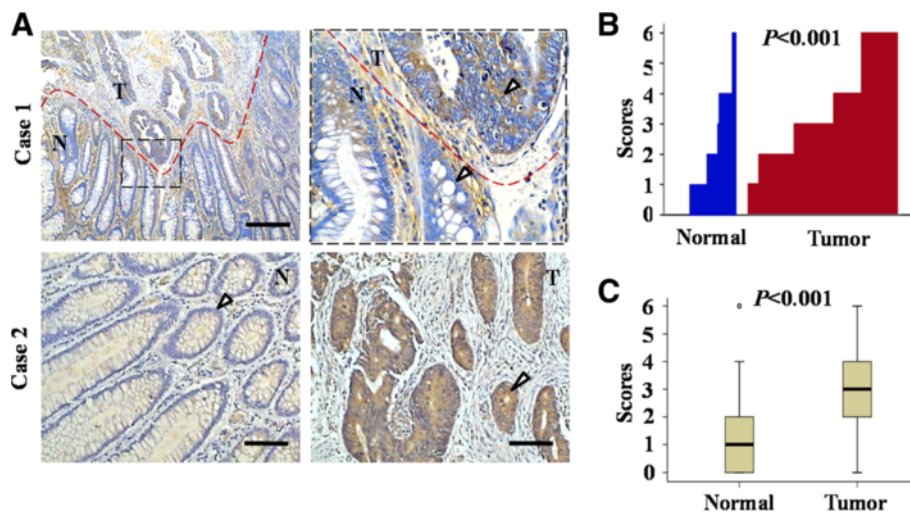 A
Case 1
T
N
T
N
Case 2
N
T
B
P<0.001
Scores
6
5
4
3
2
1
0
Normal Tumor
C
P<0.001
Scores
6
5
4
3
2
1
0
Normal Tumor